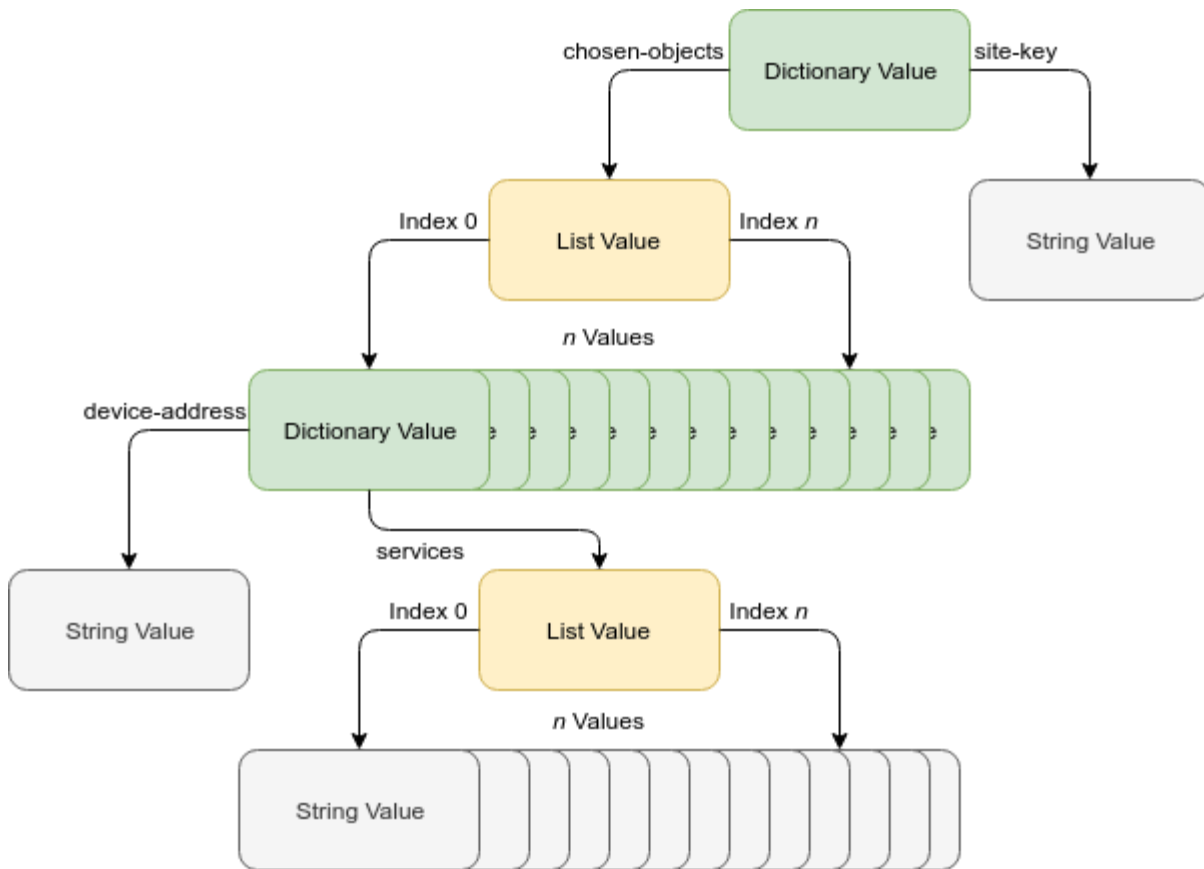 chosen-objects
Dictionary Value
site-key
Index 0
List Value
Index n
String Value
n Values
device-address
Dictionary Value
e e e e e e e e e e e e
services
String Value
Index 0
List Value
Index n
n Values
String Value